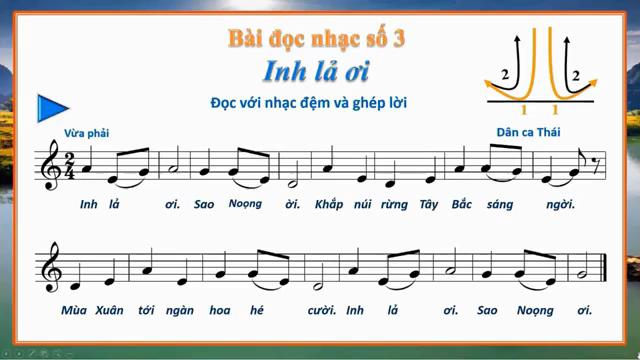 Bài đọc nhạc số 3
Inh lả ơi
Đọc với nhạc đệm và ghép lời
2 2
1 1
Vừa phải
Dân ca Thái
2
4
Inh lả ơi. Sao Noọng ời. Khắp núi rừng Tây Bắc sáng ngời.
Mùa Xuân tới ngàn hoa hé cười. Inh lả ơi. Sao Noọng ơi.